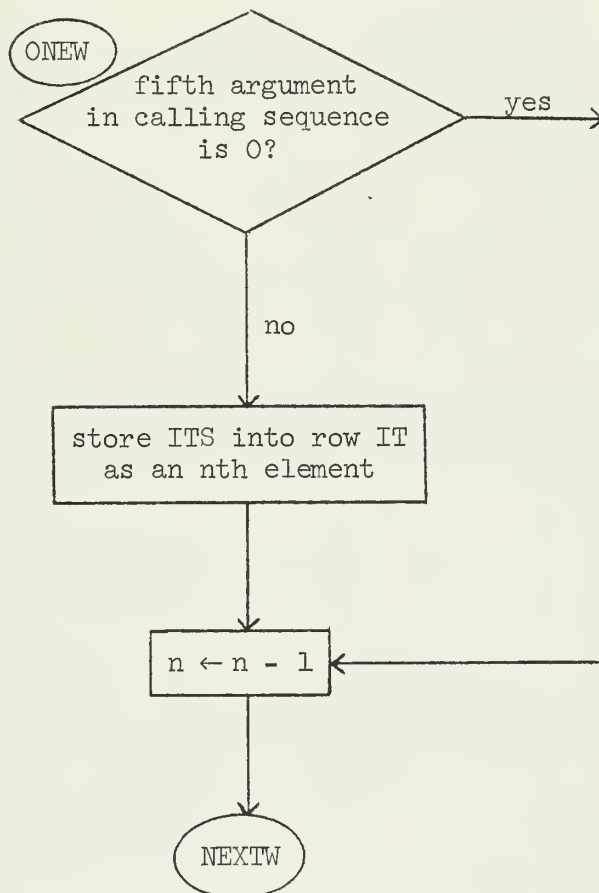 ONEW
fifth argument
in calling sequence
is 0?
yes
no
store ITS into row IT
as an nth element
n ← n - 1
NEXTW